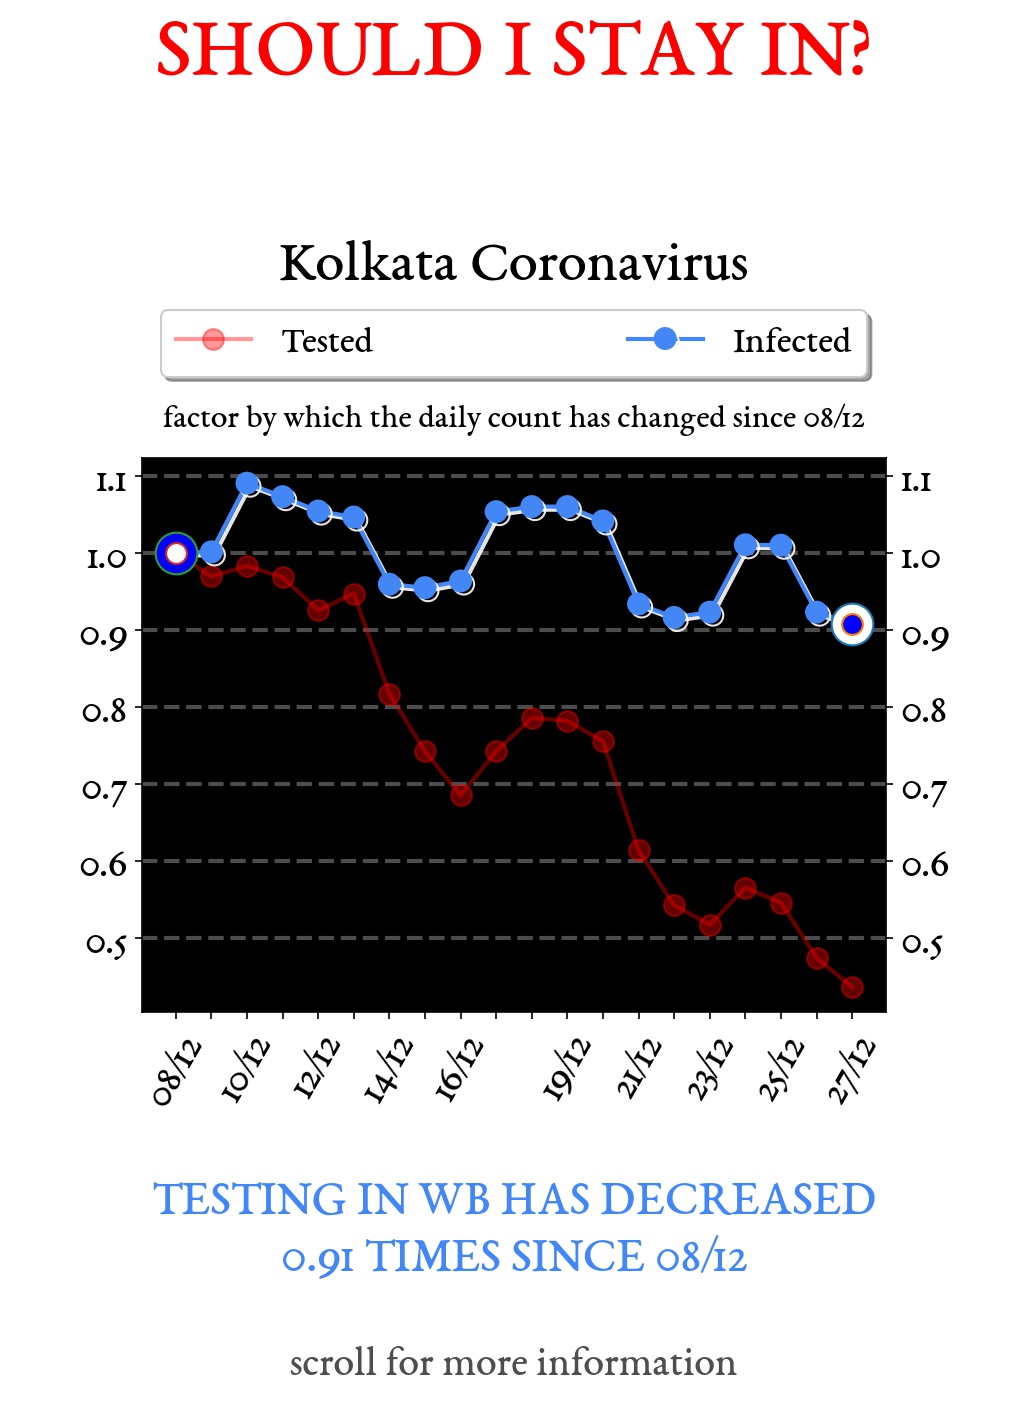 SHOULD I STAY IN?
Kolkata Coronavirus
Tested Infected
factor by which the daily count has changed since 08/12
1.1 1.1
1.0 1.0
0.9 0.9
0.8 0.8
0.7 0.7
0.6 0.6
0.5 0.5
08/12 10/12 12/12 14/12 16/12 19/12 21/12 23/12 25/12 27/12
TESTING IN WB HAS DECREASED
0.91 TIMES SINCE 08/12
scroll for more information